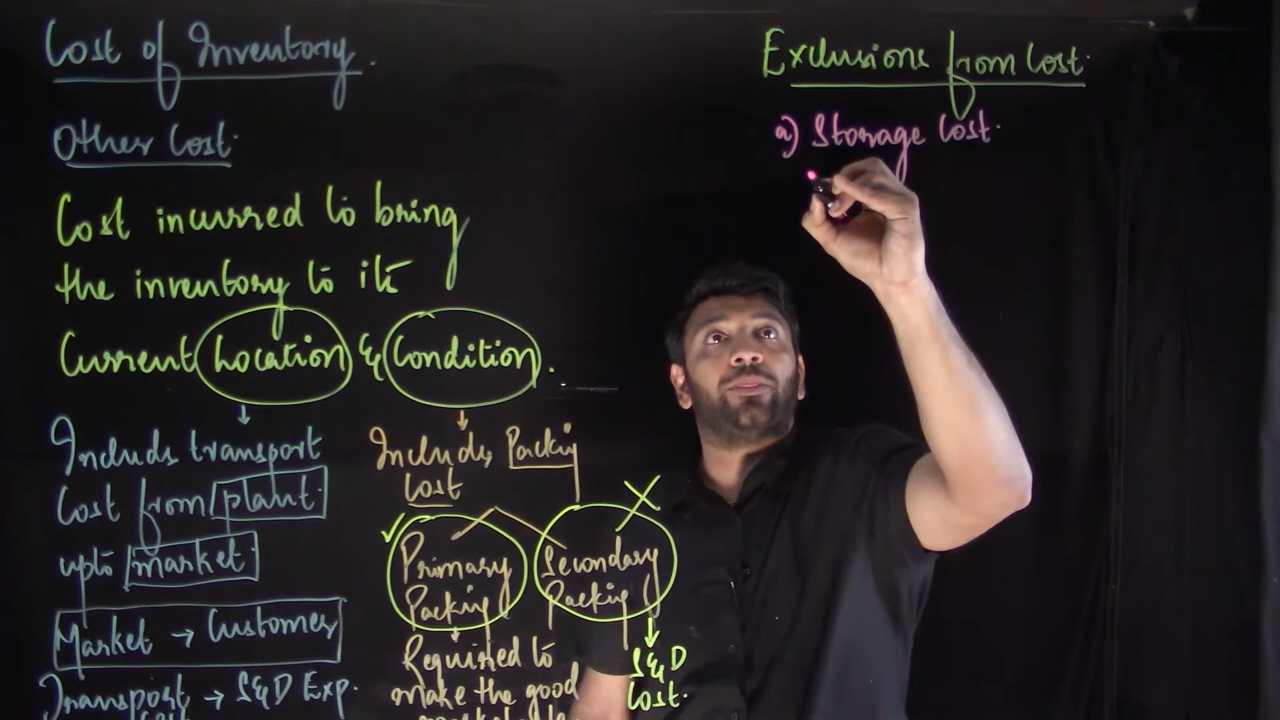 Cost of Inventory.
Other Cost.
Cost incurred to bring
the inventory to its
Current Location & Condition.
Includs transport
Cost from plant.
upto market.
Market → Customer
Transport → S&D Exp.
Cost
Includes Packing
Cost
Primary
Packing
Secondary
Packing
Required to
make the good
S&D
Cost.
Exclusions from Cost.
a) Storage Cost.